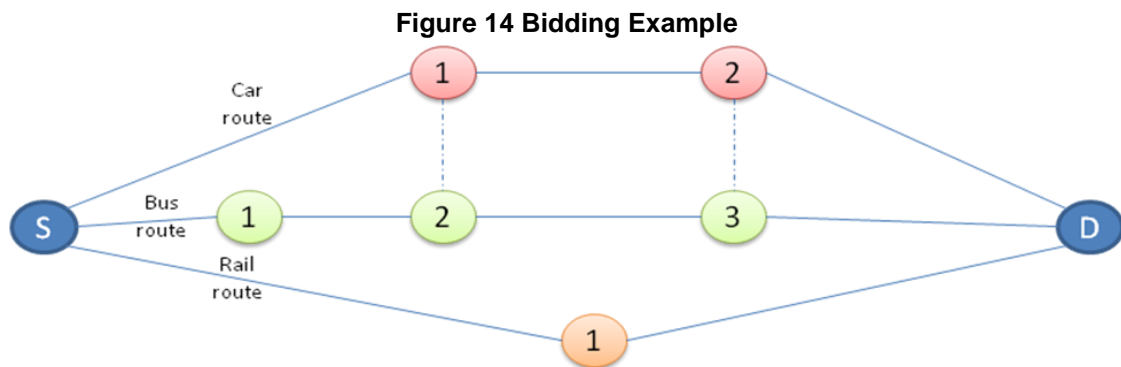 Figure 14 Bidding Example
1
2
Car
route
Bus
route
S
1
2
3
D
Rail
route
1